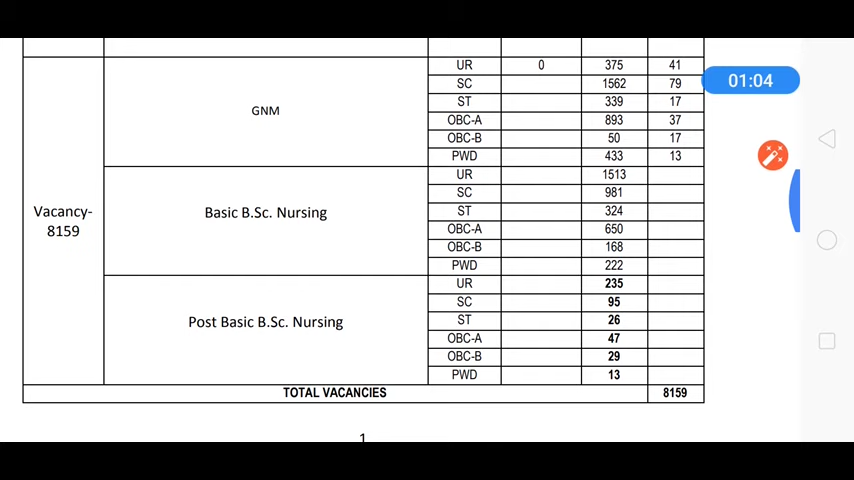 UR 0 375 41
SC 1562 79
ST 339 17
GNM OBC-A 893 37
OBC-B 50 17
PWD 433 13
UR 1513
SC 981
Vacancy-8159 Basic B.Sc. Nursing ST 324
OBC-A 650
OBC-B 168
PWD 222
UR 235
SC 95
Post Basic B.Sc. Nursing ST 26
OBC-A 47
OBC-B 29
PWD 13
TOTAL VACANCIES 8159
1
01:04